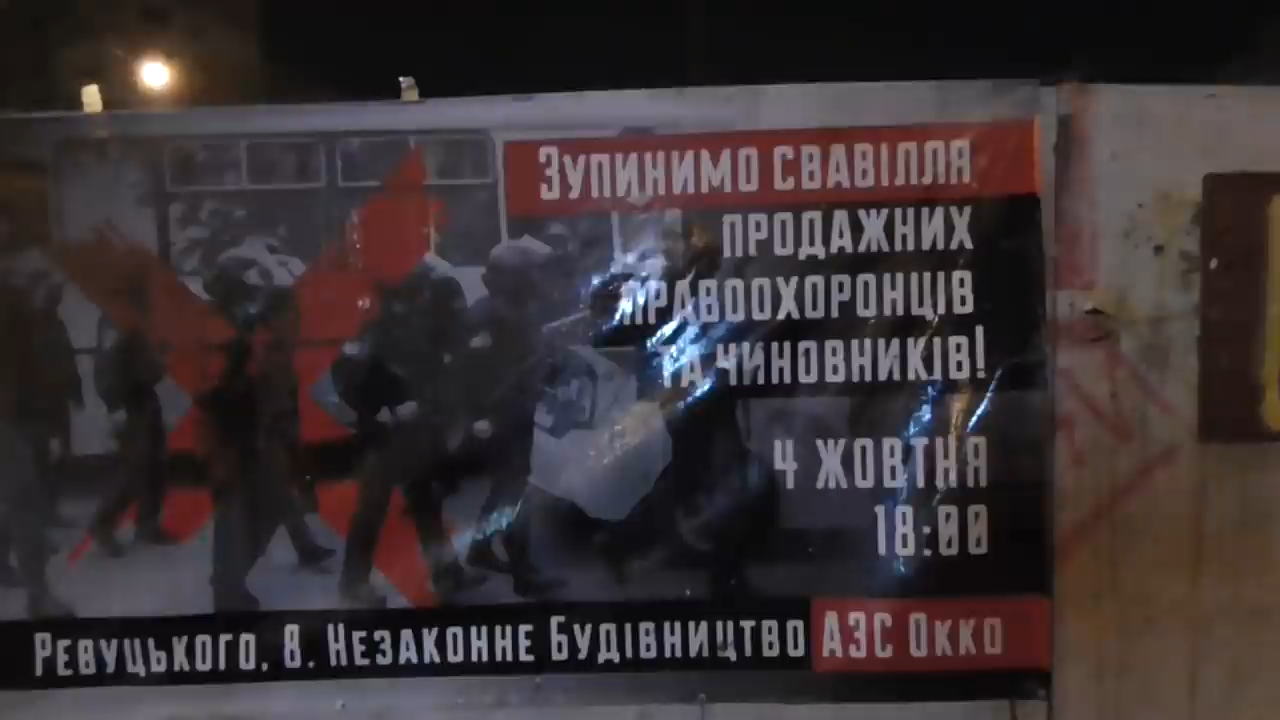 Зупинимо свавілля
продажних
правоохоронців
та чиновників!
4 жовтня
18:00
Ревуцького, 8. Незаконне Будівництво АЗС Окко